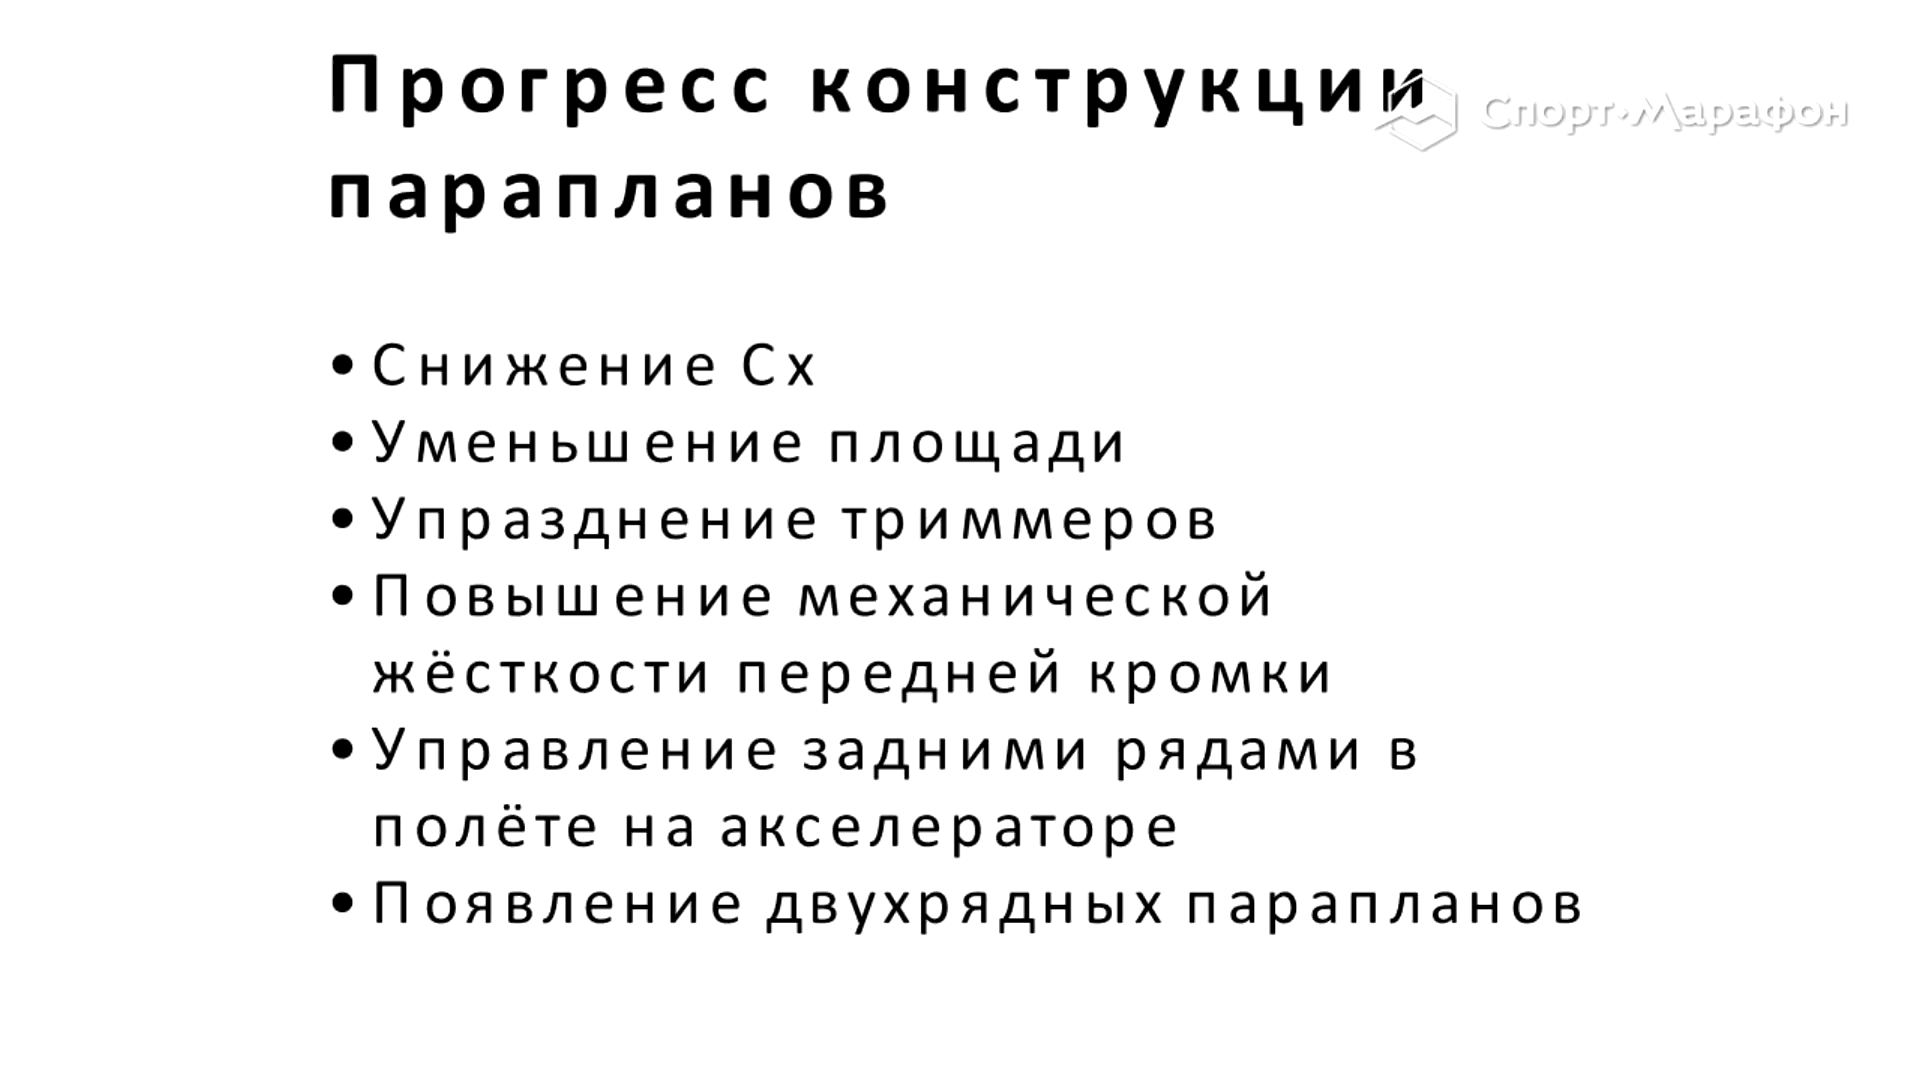 Прогресс конструкции
Спорт-Марафон
парапланов
• Снижение Сх
• Уменьшение площади
• Упразднение триммеров
• Повышение механической
жёсткости передней кромки
• Управление задними рядами в
полёте на акселераторе
• Появление двухрядных парапланов